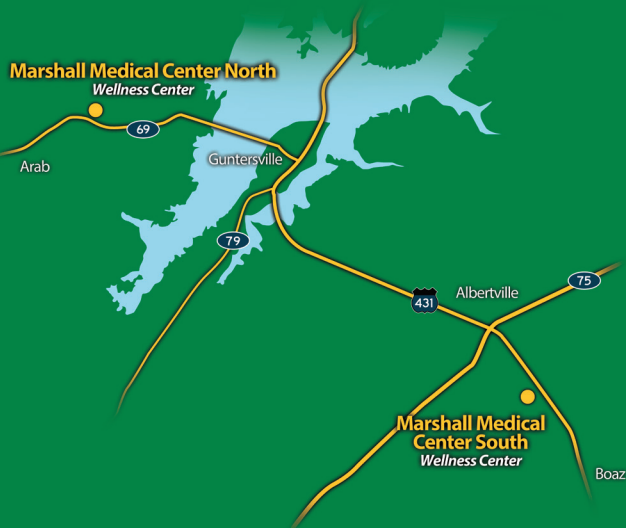 Marshall Medical Center North
Wellness Center
69
Arab
Guntersville
79
431
Albertville
75
Marshall Medical
Center South
Wellness Center
Boaz